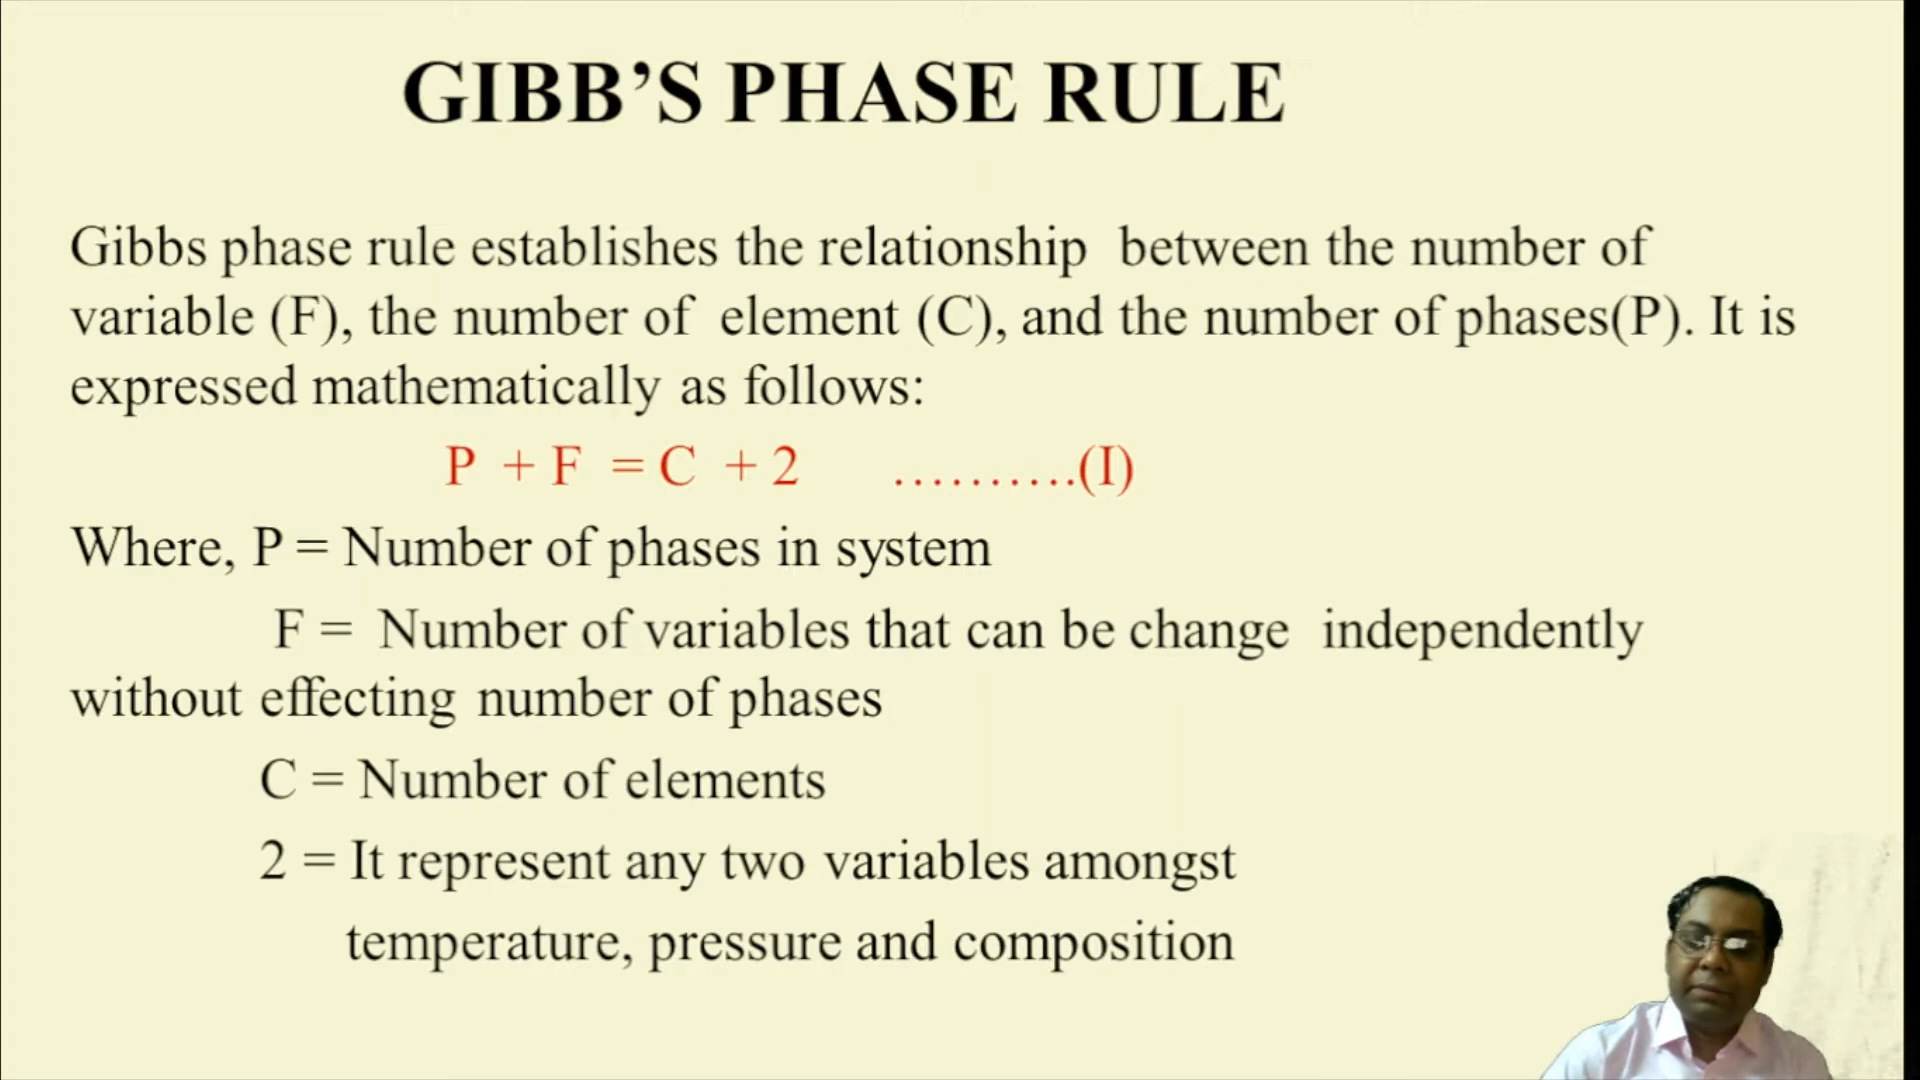 GIBB’S PHASE RULE
Gibbs phase rule establishes the relationship between the number of
variable (F), the number of element (C), and the number of phases(P). It is
expressed mathematically as follows:
P + F = C + 2 ……….(I)
Where, P = Number of phases in system
F = Number of variables that can be change independently
without effecting number of phases
C = Number of elements
2 = It represent any two variables amongst
temperature, pressure and composition